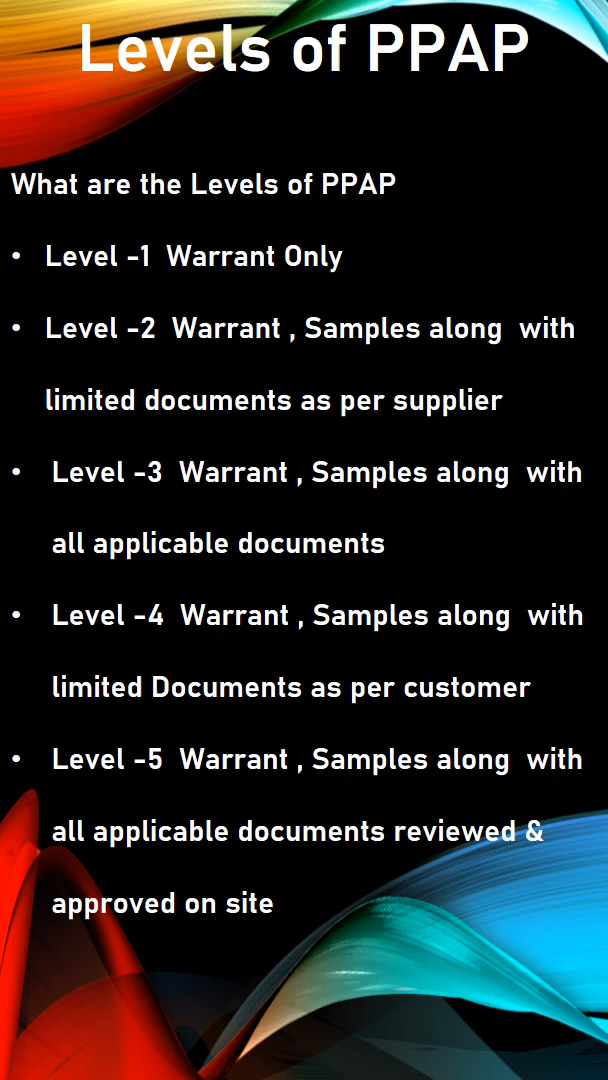 Levels of PPAP
What are the Levels of PPAP
• Level -1 Warrant Only
• Level -2 Warrant , Samples along with
limited documents as per supplier
• Level -3 Warrant , Samples along with
all applicable documents
• Level -4 Warrant , Samples along with
limited Documents as per customer
• Level -5 Warrant , Samples along with
all applicable documents reviewed &
approved on site